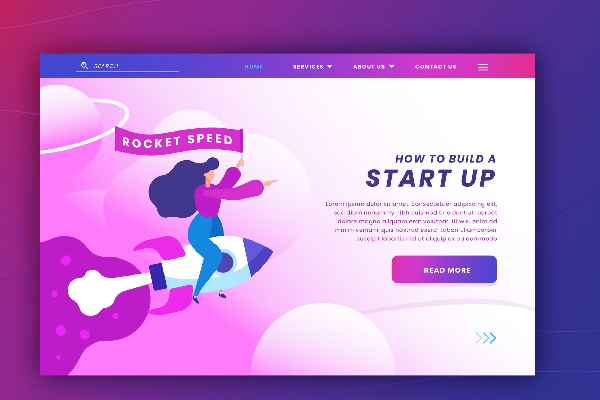 SEARCH
HOME SERVICES ABOUT US CONTACT US
ROCKET SPEED
HOW TO BUILD A
START UP
Lorem ipsum dolor sit amet, consectetuer adipiscing elit,
sed diam nonummy nibh euismod tincidunt ut laoreet
dolore magna aliquam erat volutpat. Ut wisi enim ad
minim veniam, quis nostrud exerci tation ullamcorper
suscipit lobortis nisl ut aliquip ex ea commodo
READ MORE